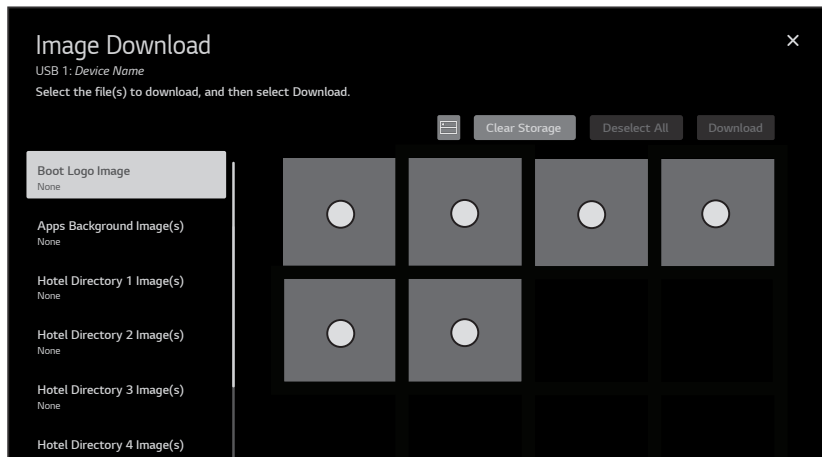 Image Download
USB 1: Device Name
Select the file(s) to download, and then select Download.
Clear Storage
Deselect All
Download
Boot Logo Image
None
Apps Background Image(s)
None
Hotel Directory 1 Image(s)
None
Hotel Directory 2 Image(s)
None
Hotel Directory 3 Image(s)
None
Hotel Directory 4 Image(s)